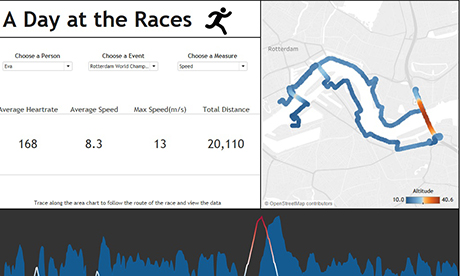 A Day at the Races
Choose a Person
Choose a Event
Choose a Measure
Eva
Rotterdam World Champ...
Speed
Average Heartrate
Average Speed
Max Speed(m/s)
Total Distance
168
8.3
13
20,110
Trace along the area chart to follow the route of the race and view the data
Rotterdam
© OpenStreetMap contributors
Altitude
10.0
40.6